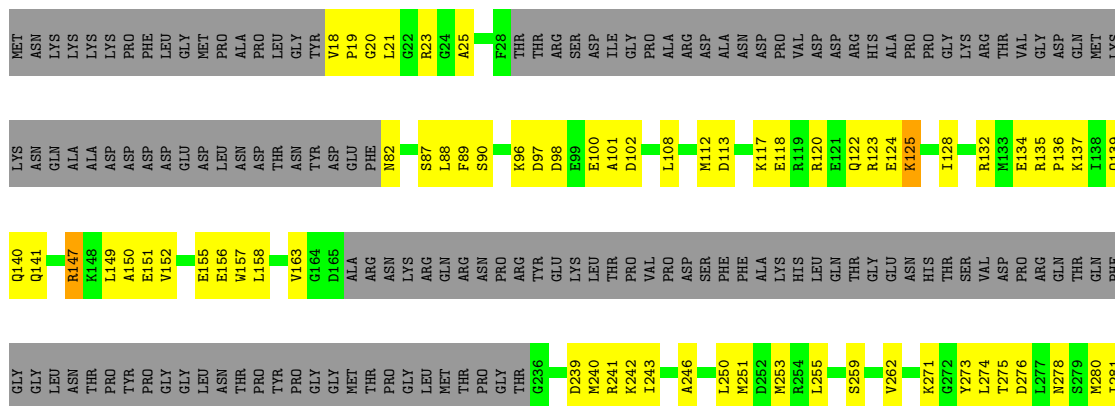 MET ASN LYS LYS LYS LYS PRO PHE LEU GLY MET PRO ALA PRO LEU GLY TYR V18 P19 G20 L21 G22 R23 G24 A25 F28 THR THR ARG SER ASP ILE GLY PRO ALA ARG ASP ALA ASN ASP PRO VAL ASP ASP ARG HIS ALA PRO PRO GLY LYS ARG THR VAL GLY ASP GLN MET LYS
LYS ASN GLN ALA ALA ASP ASP ASP ASP GLU ASP LEU ASN ASP THR ASN TYR ASP GLU PHE N82 S87 L88 F89 S90 K96 D97 D98 E99 E100 A101 D102 L108 M112 D113 K117 E118 R119 R120 E121 Q122 R123 E124 K125 I128 R132 M133 E134 R135 P136 K137 I138 Q139
Q140 Q141 R147 K148 L149 A150 E151 V152 E155 E156 W157 L158 V163 G164 D165 ALA ARG ASN LYS ARG GLN ARG ASN PRO ARG TYR GLU LYS LEU THR PRO VAL PRO ASP SER PHE PHE ALA LYS HIS LEU GLN THR GLY GLU ASN HIS THR SER VAL ASP PRO ARG GLN THR GLN PHE
GLY GLY LEU ASN THR PRO TYR PRO GLY GLY LEU ASN THR PRO TYR PRO GLY GLY MET THR PRO GLY LEU MET THR PRO GLY THR G236 D239 M240 R241 K242 I243 A246 L250 M251 D252 M253 R254 L255 S259 V262 K271 G272 Y273 L274 T275 D276 L277 N278 S279 M280